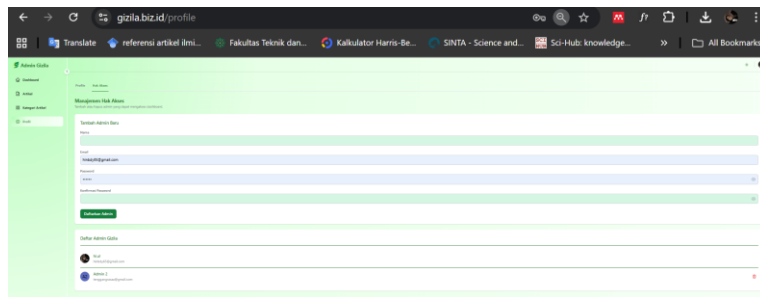 gizila.biz.id/profile
Translate
referensi artikel ilmi...
Fakultas Teknik dan...
Kalkulator Harris-Be...
SINTA - Science and...
Sci-Hub: knowledge...
All Bookmarks
Admin Gizila
Dashboard
Artikel
Kategori Artikel
Profil
Profile Hak Akses
Manajemen Hak Akses
Tambah Admin Baru
Nama
Email
Password
Konfirmasi Password
Daftarkan Admin
Daftar Admin Gizila
Admin 2